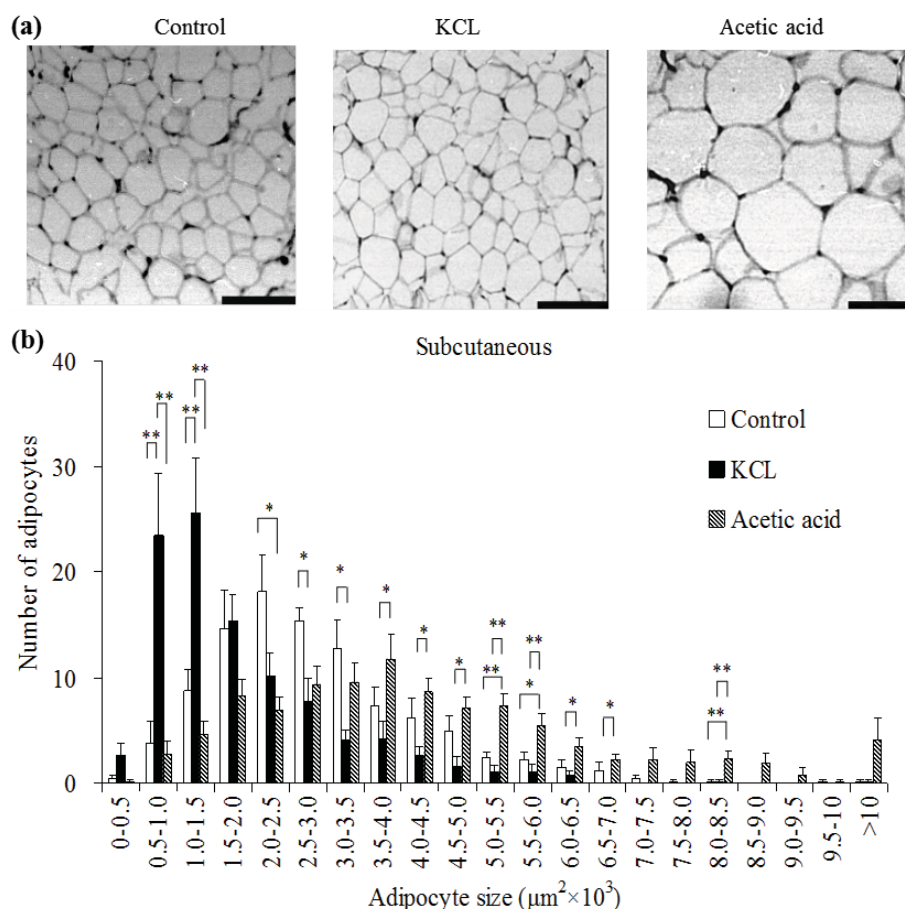 (a) Control KCL Acetic acid
(b) Subcutaneous
40
30
20
10
0
Number of adipocytes
** ** ** ** * * * * * * ** ** ** * * * ** **
Control
KCL
Acetic acid
0-0.5 0.5-1.0 1.0-1.5 1.5-2.0 2.0-2.5 2.5-3.0 3.0-3.5 3.5-4.0 4.0-4.5 4.5-5.0 5.0-5.5 5.5-6.0 6.0-6.5 6.5-7.0 7.0-7.5 7.5-8.0 8.0-8.5 8.5-9.0 9.0-9.5 9.5-10 >10
Adipocyte size (μm²×10³)